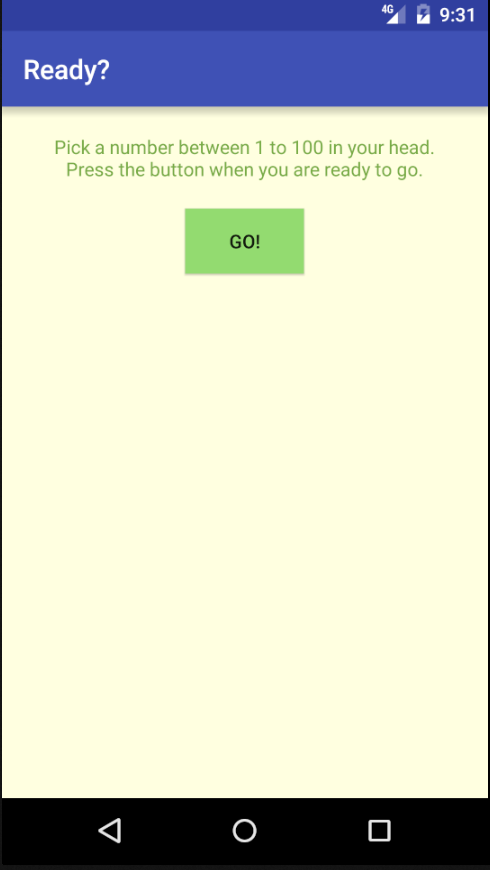 4G 9:31
Ready?
Pick a number between 1 to 100 in your head.
Press the button when you are ready to go.
GO!